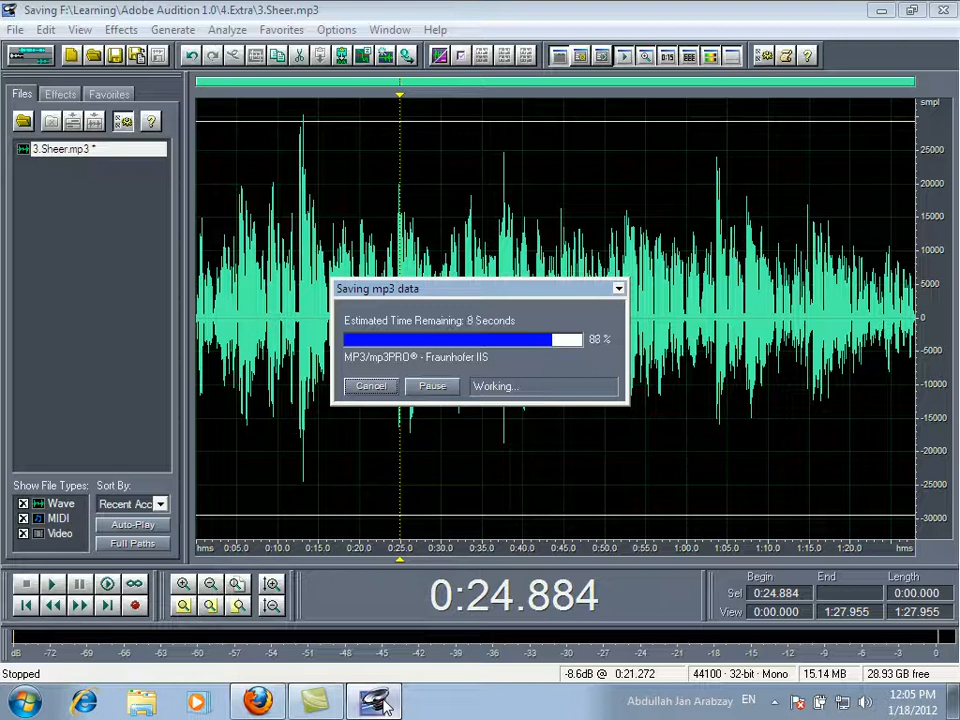 Saving F:\Learning\Adobe Audition 1.0\4.Extra\3.Sheer.mp3
File Edit View Effects Generate Analyze Favorites Options Window Help
Files Effects Favorites
3.Sheer.mp3 *
smpl
25000
20000
15000
10000
5000
0
-5000
-10000
-15000
-20000
-25000
-30000
Saving mp3 data
Estimated Time Remaining: 8 Seconds
MP3/mp3PRO® - Fraunhofer IIS
Cancel Pause Working...
Show File Types: Sort By:
Wave Recent Acc
MIDI Auto-Play
Video Full Paths
hms 0:05.0 0:10.0 0:15.0 0:20.0 0:25.0 0:30.0 0:35.0 0:40.0 0:45.0 0:50.0 0:55.0 1:00.0 1:05.0 1:10.0 1:15.0 1:20.0 hms
0:24.884
Begin End Length
Sel 0:24.884 0:00.000
View 0:00.000 1:27.955 1:27.955
dB -72 -69 -66 -63 -60 -57 -54 -51 -48 -45 -42 -39 -36 -33 -30 -27 -24 -21 -18 -15 -12 -9 -6 -3 0
Stopped -8.6dB @ 0:21.272 44100 · 32-bit · Mono 15.14 MB 28.93 GB free
Abdullah Jan Arabzay EN 12:05 PM
1/18/2012